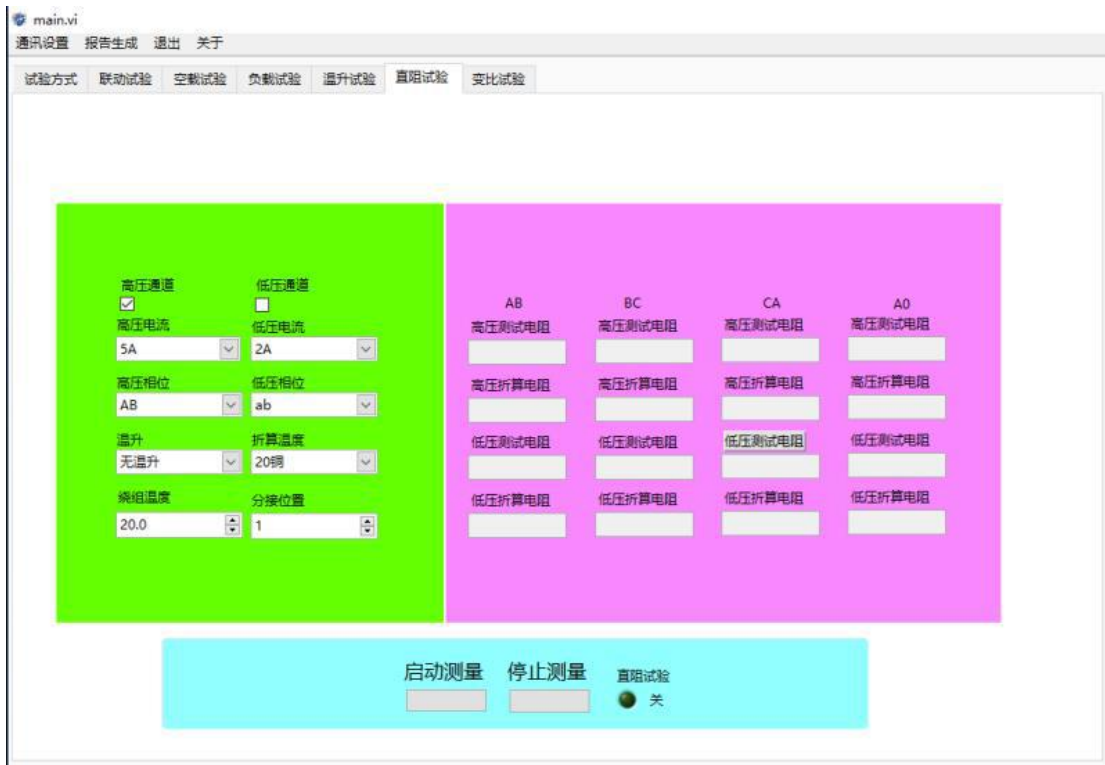 main.vi
通讯设置 报告生成 退出 关于
试验方式 联动试验 空载试验 负载试验 温升试验 直阻试验 变比试验
高压通道 低压通道
高压电流 低压电流
5A 2A
高压相位 低压相位
AB ab
温升 折算温度
无温升 20铜
绕组温度 分接位置
20.0 1
AB BC CA A0
高压测试电阻 高压测试电阻 高压测试电阻 高压测试电阻
高压折算电阻 高压折算电阻 高压折算电阻 高压折算电阻
低压测试电阻 低压测试电阻 低压测试电阻 低压测试电阻
低压折算电阻 低压折算电阻 低压折算电阻 低压折算电阻
启动测量 停止测量 直阻试验
关